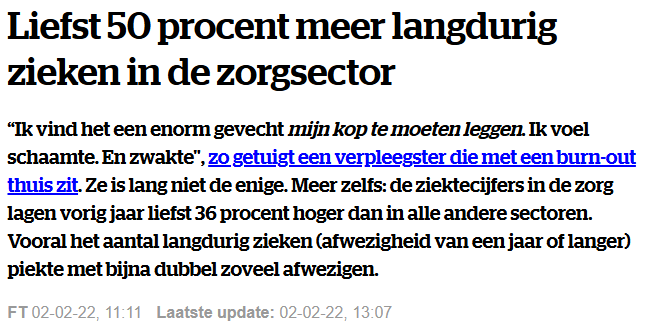 Liefst 50 procent meer langdurig
zieken in de zorgsector
“Ik vind het een enorm gevecht mijn kop te moeten leggen. Ik voel
schaamte. En zwakte", zo getuigt een verpleegster die met een burn-out
thuis zit. Ze is lang niet de enige. Meer zelfs: de ziektecijfers in de zorg
lagen vorig jaar liefst 36 procent hoger dan in alle andere sectoren.
Vooral het aantal langdurig zieken (afwezigheid van een jaar of langer)
piekte met bijna dubbel zoveel afwezigen.
FT 02-02-22, 11:11 Laatste update: 02-02-22, 13:07